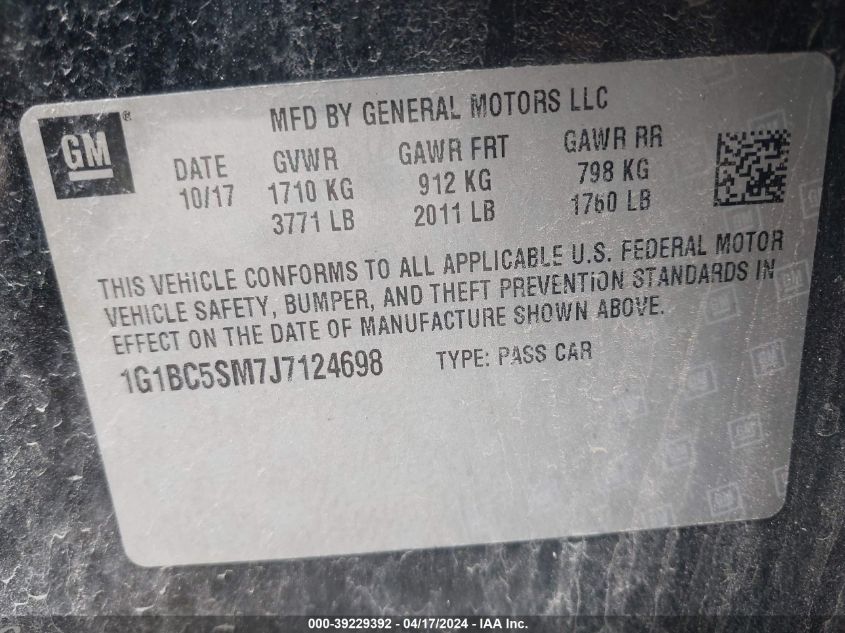 MFD BY GENERAL MOTORS LLC
GM®
DATE GVWR GAWR FRT GAWR RR
10/17 1710 KG 912 KG 798 KG
3771 LB 2011 LB 1760 LB
THIS VEHICLE CONFORMS TO ALL APPLICABLE U.S. FEDERAL MOTOR
VEHICLE SAFETY, BUMPER, AND THEFT PREVENTION STANDARDS IN
EFFECT ON THE DATE OF MANUFACTURE SHOWN ABOVE.
1G1BC5SM7J7124698 TYPE: PASS CAR
000-39229392 - 04/17/2024 - IAA Inc.